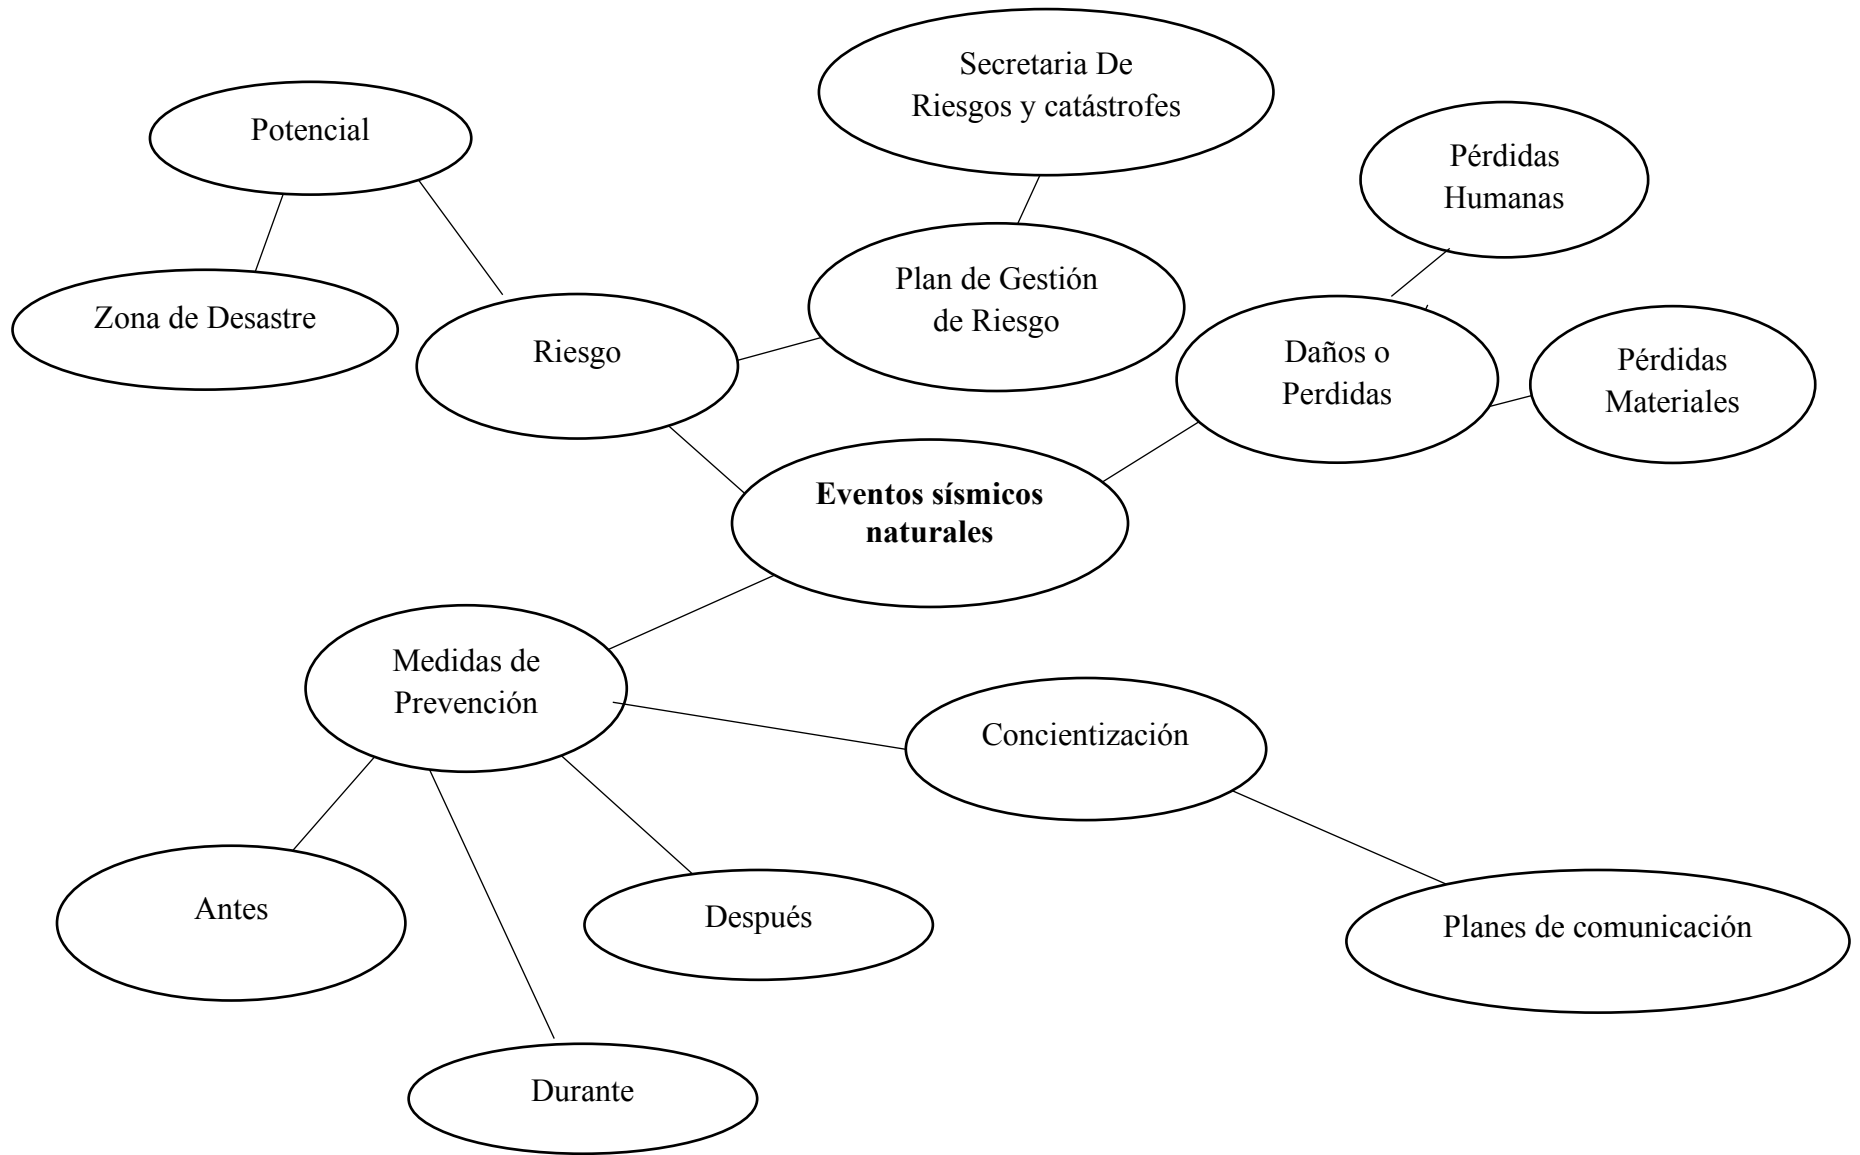 Secretaria De
Riesgos y catástrofes
Potencial
Pérdidas
Humanas
Plan de Gestión
de Riesgo
Zona de Desastre
Riesgo
Daños o
Perdidas
Pérdidas
Materiales
Eventos sísmicos
naturales
Medidas de
Prevención
Concientización
Antes
Después
Planes de comunicación
Durante